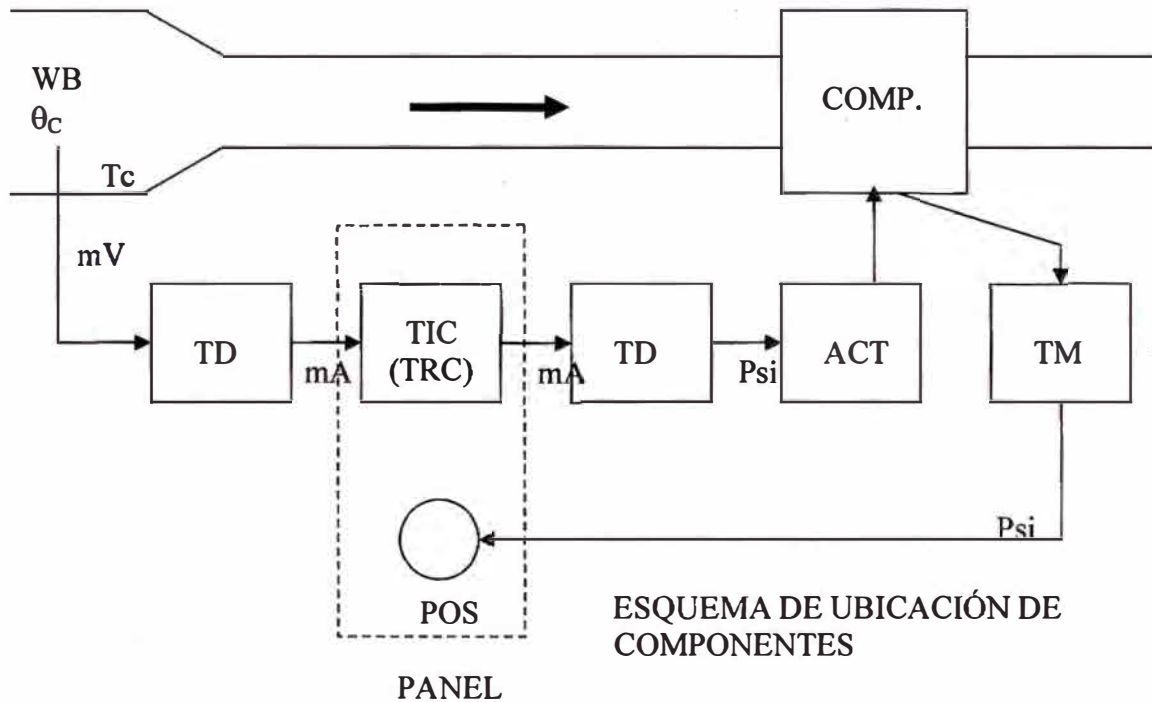 WB
θC
Tc
COMP.
mV
TD
mA
TIC
(TRC)
mA
TD
Psi
ACT
TM
Psi
POS
ESQUEMA DE UBICACIÓN DE
COMPONENTES
PANEL